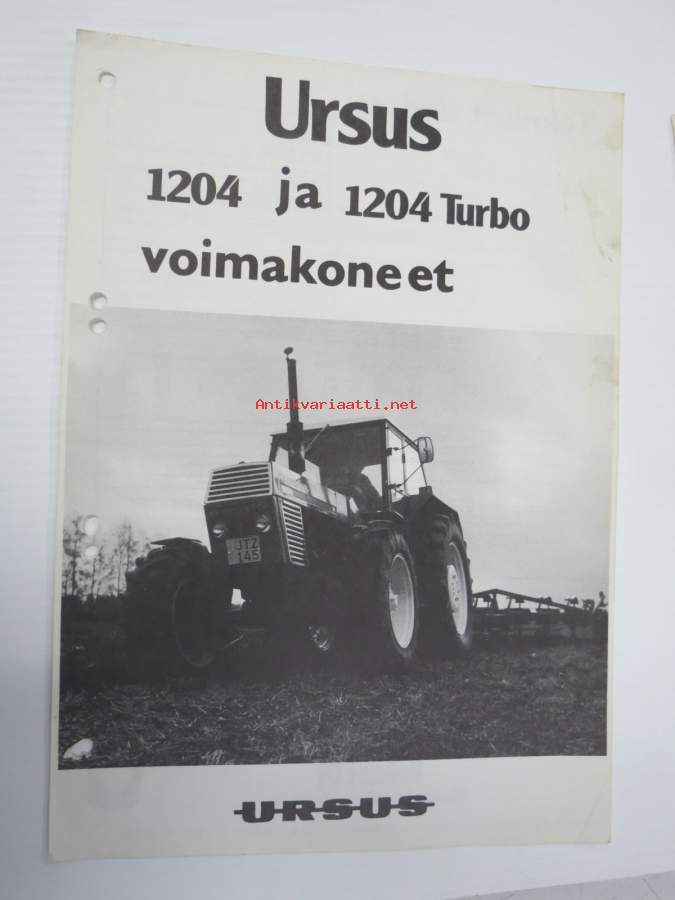 Ursus
1204 ja 1204 Turbo
voimakoneet
Antikvariaatti.net
JTZ
145
URSUS